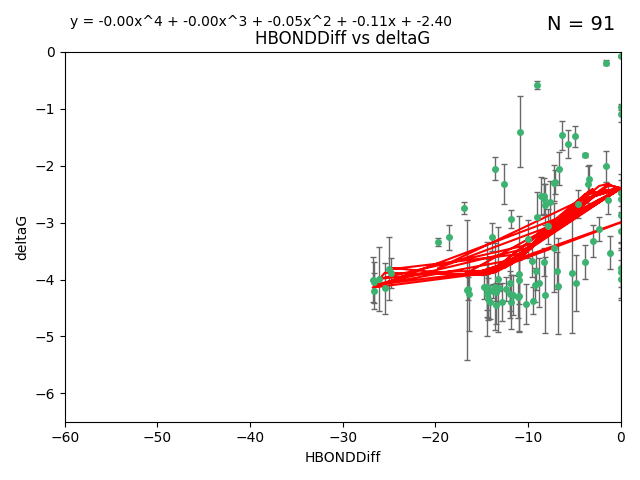 y = -0.00x^4 + -0.00x^3 + -0.05x^2 + -0.11x + -2.40
N = 91
HBONDDiff vs deltaG
0
−1
−2
−3
−4
−5
−6
deltaG
−60
−50
−40
−30
−20
−10
0
HBONDDiff